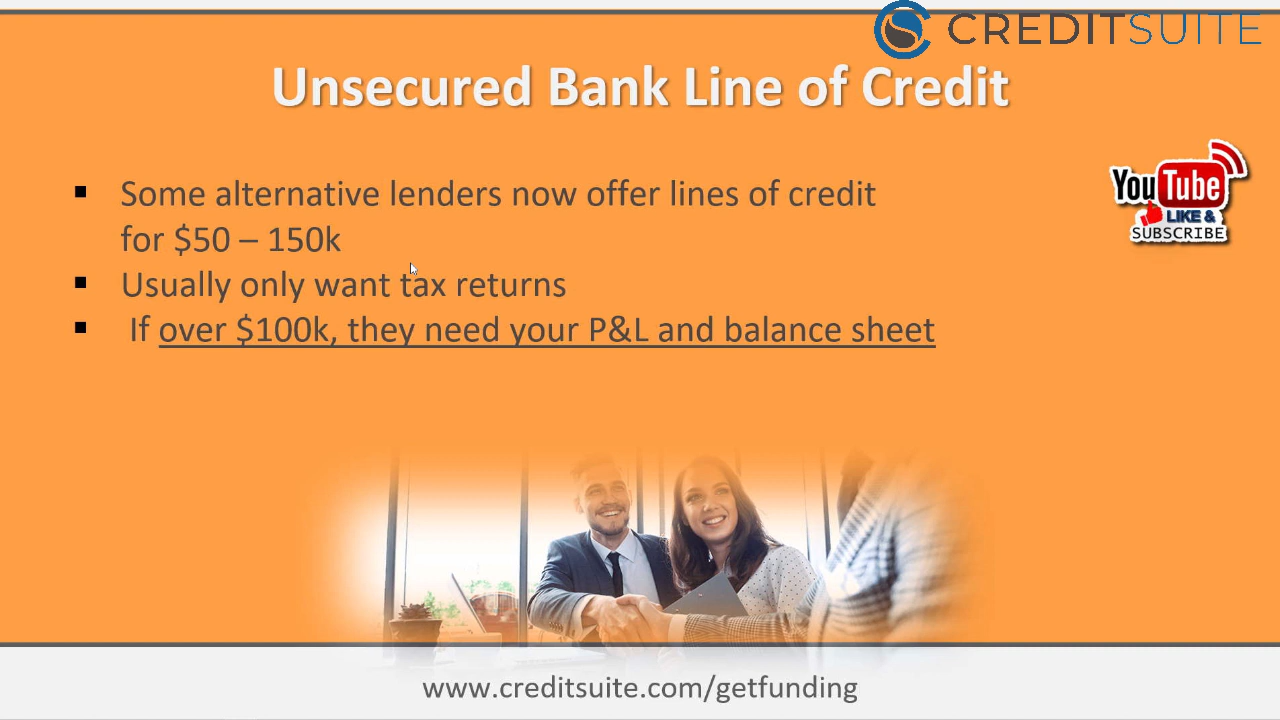 CREDITSUITE
Unsecured Bank Line of Credit
Some alternative lenders now offer lines of credit
for $50 – 150k
Usually only want tax returns
If over $100k, they need your P&L and balance sheet
YouTube
LIKE &
SUBSCRIBE
www.creditsuite.com/getfunding